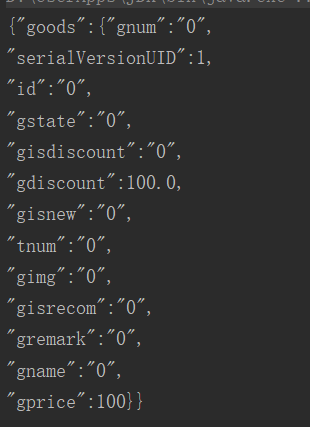 {"goods":{"gnum":"0",
"serialVersionUID":1,
"id":"0",
"gstate":"0",
"gisdiscount":"0",
"gdiscount":100.0,
"gisnew":"0",
"tnum":"0",
"gimg":"0",
"gisrecom":"0",
"gremark":"0",
"gname":"0",
"gprice":100}}